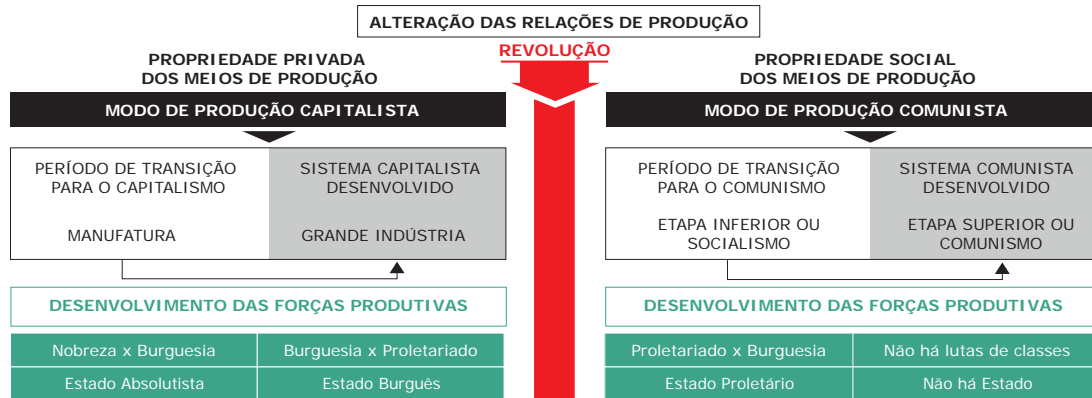 ALTERAÇÃO DAS RELAÇÕES DE PRODUÇÃO
REVOLUÇÃO
PROPRIEDADE PRIVADA
DOS MEIOS DE PRODUÇÃO
MODO DE PRODUÇÃO CAPITALISTA
PERÍODO DE TRANSIÇÃO
PARA O CAPITALISMO
MANUFATURA
SISTEMA CAPITALISTA
DESENVOLVIDO
GRANDE INDÚSTRIA
DESENVOLVIMENTO DAS FORÇAS PRODUTIVAS
Nobreza x Burguesia
Burguesia x Proletariado
Estado Absolutista
Estado Burguês
PROPRIEDADE SOCIAL
DOS MEIOS DE PRODUÇÃO
MODO DE PRODUÇÃO COMUNISTA
PERÍODO DE TRANSIÇÃO
PARA O COMUNISMO
ETAPA INFERIOR OU
SOCIALISMO
SISTEMA COMUNISTA
DESENVOLVIDO
ETAPA SUPERIOR OU
COMUNISMO
DESENVOLVIMENTO DAS FORÇAS PRODUTIVAS
Proletariado x Burguesia
Não há lutas de classes
Estado Proletário
Não há Estado